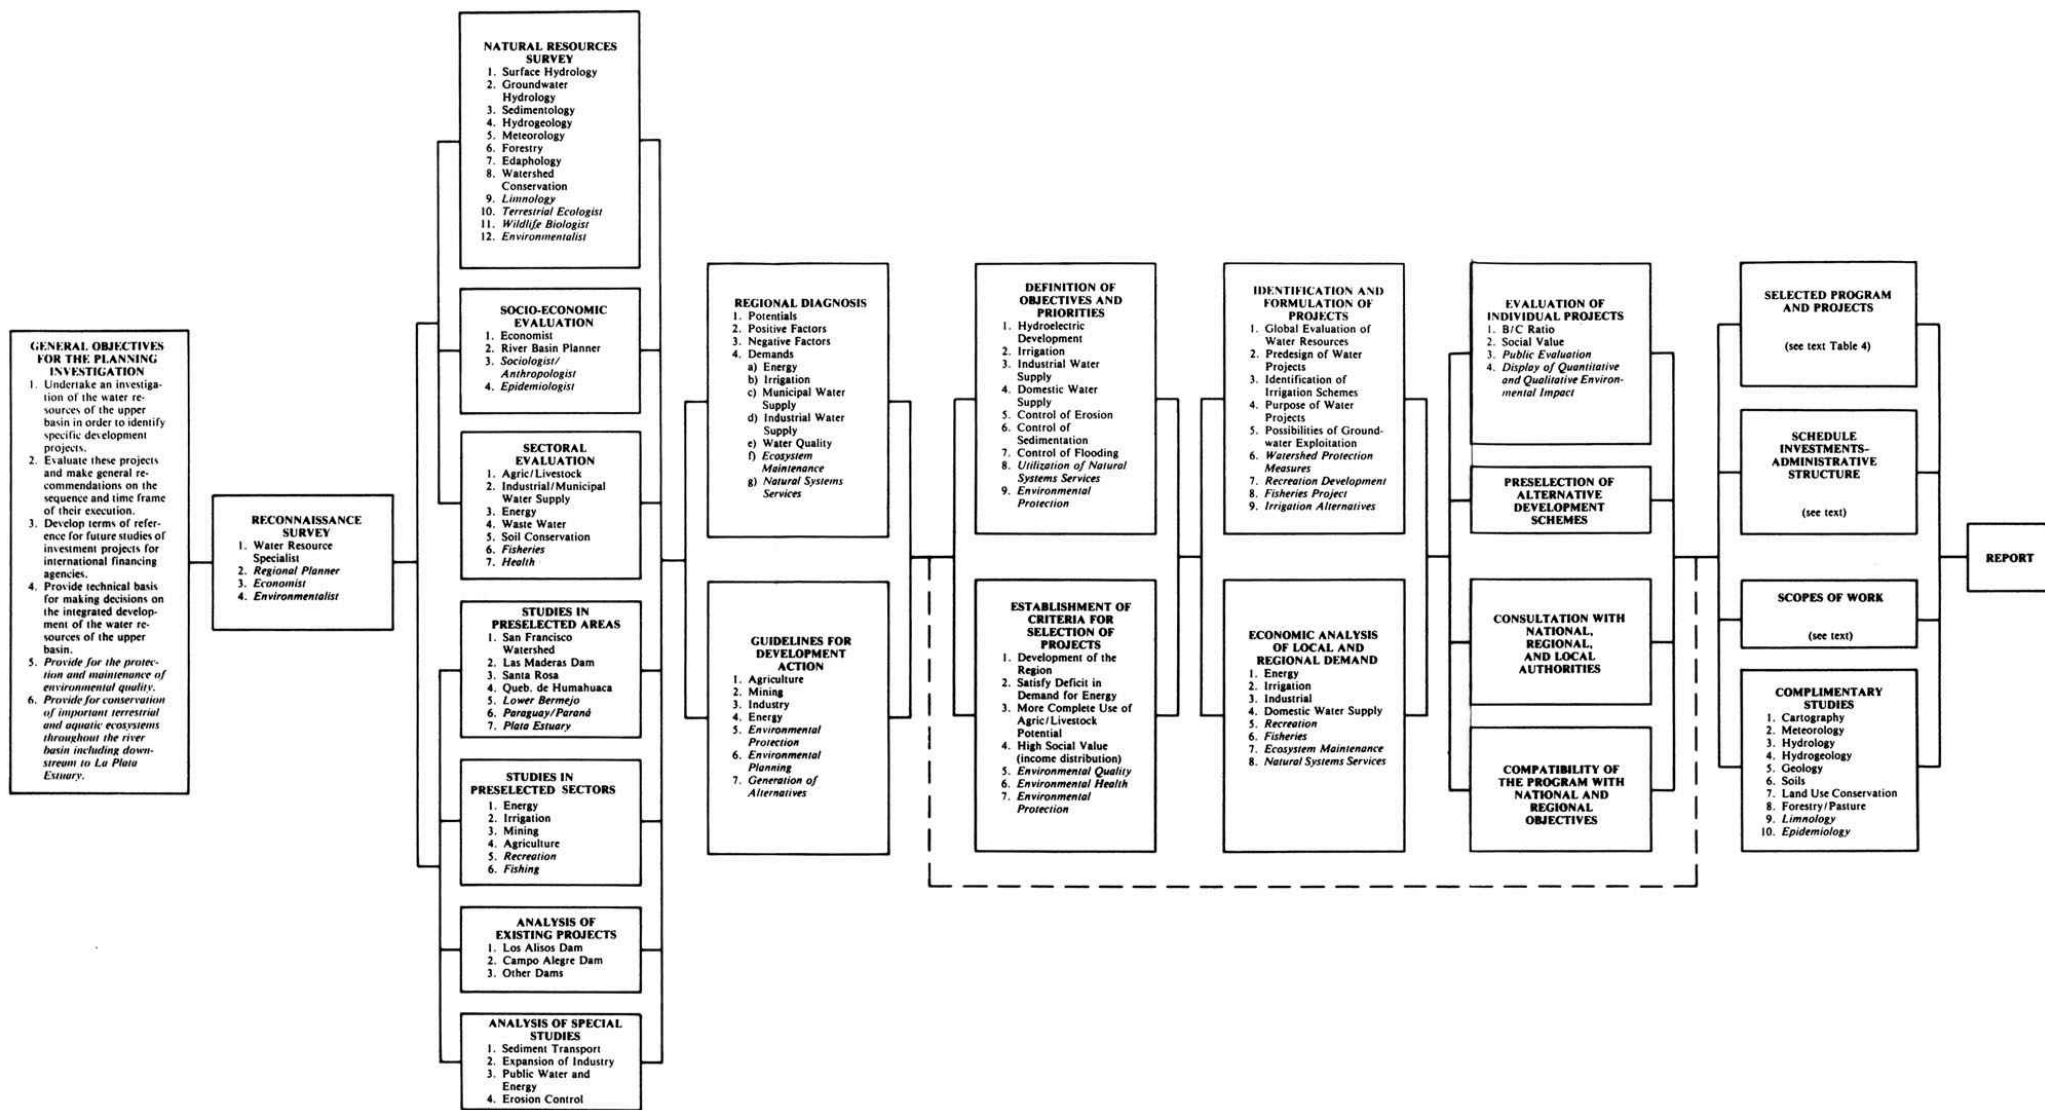 GENERAL OBJECTIVES
FOR THE PLANNING
INVESTIGATION
1. Undertake an investiga-
tion of the water re-
sources of the upper
basin in order to identify
specific development
projects.
2. Evaluate these projects
and make general re-
commendations on the
sequence and time frame
of their execution.
3. Develop terms of refer-
ence for future studies of
investment projects for
international financing
agencies.
4. Provide technical basis
for making decisions on
the integrated develop-
ment of the water re-
sources of the upper
basin.
5. Provide for the protec-
tion and maintenance of
environmental quality.
6. Provide for conservation
of important terrestrial
and aquatic ecosystems
throughout the river
basin including down-
stream to La Plata
Estuary.
RECONNAISSANCE
SURVEY
1. Water Resource
Specialist
2. Regional Planner
3. Economist
4. Environmentalist
NATURAL RESOURCES
SURVEY
1. Surface Hydrology
2. Groundwater
Hydrology
3. Sedimentology
4. Hydrogeology
5. Meteorology
6. Forestry
7. Edaphology
8. Watershed
Conservation
9. Limnology
10. Terrestrial Ecologist
11. Wildlife Biologist
12. Environmentalist
SOCIO-ECONOMIC
EVALUATION
1. Economist
2. River Basin Planner
3. Sociologist/
Anthropologist
4. Epidemiologist
SECTORAL
EVALUATION
1. Agric/Livestock
2. Industrial/Municipal
Water Supply
3. Energy
4. Waste Water
5. Soil Conservation
6. Fisheries
7. Health
STUDIES IN
PRESELECTED AREAS
1. San Francisco
Watershed
2. Las Maderas Dam
3. Santa Rosa
4. Queb. de Humahuaca
5. Lower Bermejo
6. Paraguay/Paraná
7. Plata Estuary
STUDIES IN
PRESELECTED SECTORS
1. Energy
2. Irrigation
3. Mining
4. Agriculture
5. Recreation
6. Fishing
ANALYSIS OF
EXISTING PROJECTS
1. Los Alisos Dam
2. Campo Alegre Dam
3. Other Dams
ANALYSIS OF SPECIAL
STUDIES
1. Sediment Transport
2. Expansion of Industry
3. Public Water and
Energy
4. Erosion Control
REGIONAL DIAGNOSIS
1. Potentials
2. Positive Factors
3. Negative Factors
4. Demands
a) Energy
b) Irrigation
c) Municipal Water
Supply
d) Industrial Water
Supply
e) Water Quality
f) Ecosystem
Maintenance
g) Natural Systems
Services
GUIDELINES FOR
DEVELOPMENT
ACTION
1. Agriculture
2. Mining
3. Industry
4. Energy
5. Environmental
Protection
6. Environmental
Planning
7. Generation of
Alternatives
DEFINITION OF
OBJECTIVES AND
PRIORITIES
1. Hydroelectric
Development
2. Irrigation
3. Industrial Water
Supply
4. Domestic Water
Supply
5. Control of Erosion
6. Control of
Sedimentation
7. Control of Flooding
8. Utilization of Natural
Systems Services
9. Environmental
Protection
ESTABLISHMENT OF
CRITERIA FOR
SELECTION OF
PROJECTS
1. Development of the
Region
2. Satisfy Deficit in
Demand for Energy
3. More Complete Use of
Agric/Livestock
Potential
4. High Social Value
(income distribution)
5. Environmental Quality
6. Environmental Health
7. Environmental
Protection
IDENTIFICATION AND
FORMULATION OF
PROJECTS
1. Global Evaluation of
Water Resources
2. Predesign of Water
Projects
3. Identification of
Irrigation Schemes
4. Purpose of Water
Projects
5. Possibilities of Ground-
water Exploitation
6. Watershed Protection
Measures
7. Recreation Development
8. Fisheries Project
9. Irrigation Alternatives
ECONOMIC ANALYSIS
OF LOCAL AND
REGIONAL DEMAND
1. Energy
2. Irrigation
3. Industrial
4. Domestic Water Supply
5. Recreation
6. Fisheries
7. Ecosystem Maintenance
8. Natural Systems Services
EVALUATION OF
INDIVIDUAL PROJECTS
1. B/C Ratio
2. Social Value
3. Public Evaluation
4. Display of Quantitative
and Qualitative Environ-
mental Impact
PRESELECTION OF
ALTERNATIVE
DEVELOPMENT
SCHEMES
CONSULTATION WITH
NATIONAL,
REGIONAL,
AND LOCAL
AUTHORITIES
COMPATIBILITY OF
THE PROGRAM WITH
NATIONAL AND
REGIONAL
OBJECTIVES
SELECTED PROGRAM
AND PROJECTS
(see text Table 4)
SCHEDULE
INVESTMENTS-
ADMINISTRATIVE
STRUCTURE
(see text)
SCOPES OF WORK
(see text)
COMPLIMENTARY
STUDIES
1. Cartography
2. Meteorology
3. Hydrology
4. Hydrogeology
5. Geology
6. Soils
7. Land Use Conservation
8. Forestry/Pasture
9. Limnology
10. Epidemiology
REPORT